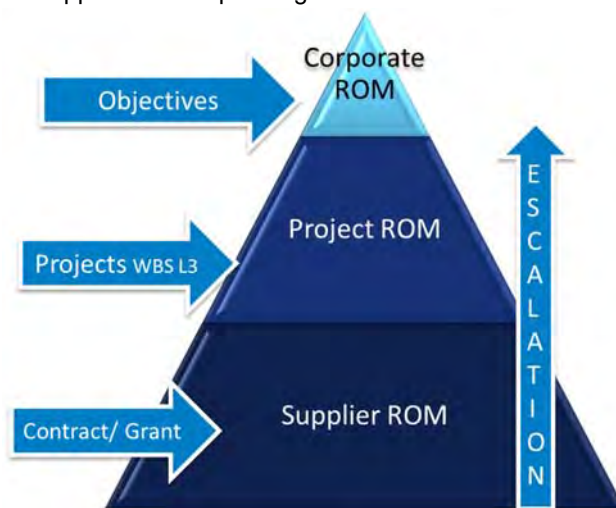 Corporate
ROM
Objectives
Project ROM
Projects WBS L3
Supplier ROM
Contract/ Grant
ESCALATION